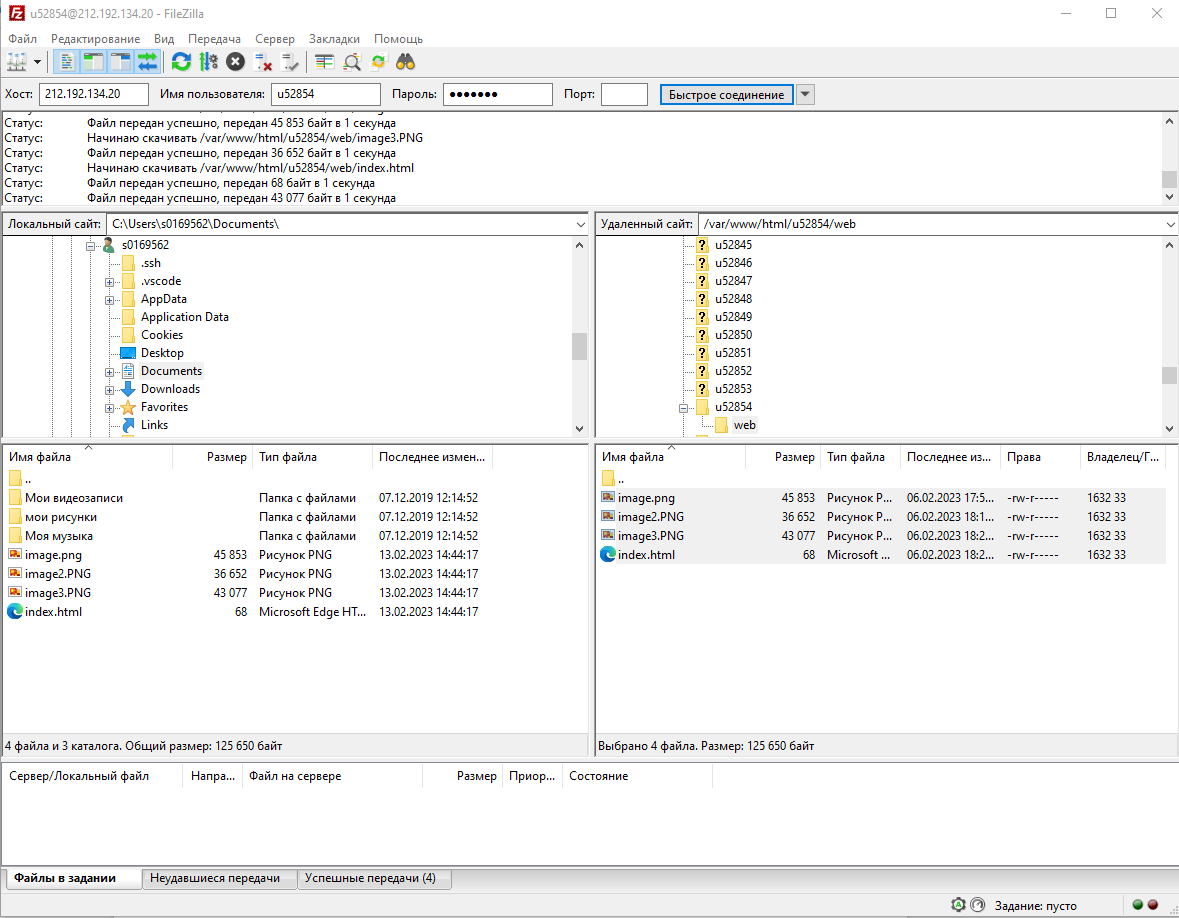 u52854@212.192.134.20 - FileZilla
Файл Редактирование Вид Передача Сервер Закладки Помощь
Хост: 212.192.134.20 Имя пользователя: u52854 Пароль: ●●●●●●● Порт: Быстрое соединение
Статус: Файл передан успешно, передан 45 853 байт в 1 секунда
Статус: Начинаю скачивать /var/www/html/u52854/web/image3.PNG
Статус: Файл передан успешно, передан 36 652 байт в 1 секунда
Статус: Начинаю скачивать /var/www/html/u52854/web/index.html
Статус: Файл передан успешно, передан 68 байт в 1 секунда
Статус: Файл передан успешно, передан 43 077 байт в 1 секунда
Локальный сайт: C:\Users\s0169562\Documents\
s0169562
.ssh
.vscode
AppData
Application Data
Cookies
Desktop
Documents
Downloads
Favorites
Links
Имя файла Размер Тип файла Последнее измен...
..
Мои видеозаписи Папка с файлами 07.12.2019 12:14:52
мои рисунки Папка с файлами 07.12.2019 12:14:52
Моя музыка Папка с файлами 07.12.2019 12:14:52
image.png 45 853 Рисунок PNG 13.02.2023 14:44:17
image2.PNG 36 652 Рисунок PNG 13.02.2023 14:44:17
image3.PNG 43 077 Рисунок PNG 13.02.2023 14:44:17
index.html 68 Microsoft Edge HT... 13.02.2023 14:44:17
4 файла и 3 каталога. Общий размер: 125 650 байт
Удаленный сайт: /var/www/html/u52854/web
u52845
u52846
u52847
u52848
u52849
u52850
u52851
u52852
u52853
u52854
web
Имя файла Размер Тип файла Последнее из... Права Владелец/Г...
..
image.png 45 853 Рисунок P... 06.02.2023 17:5... -rw-r----- 1632 33
image2.PNG 36 652 Рисунок P... 06.02.2023 18:1... -rw-r----- 1632 33
image3.PNG 43 077 Рисунок P... 06.02.2023 18:2... -rw-r----- 1632 33
index.html 68 Microsoft ... 06.02.2023 18:2... -rw-r----- 1632 33
Выбрано 4 файла. Размер: 125 650 байт
Сервер/Локальный файл Напра... Файл на сервере Размер Приор... Состояние
Файлы в задании Неудавшиеся передачи Успешные передачи (4)
Задание: пусто